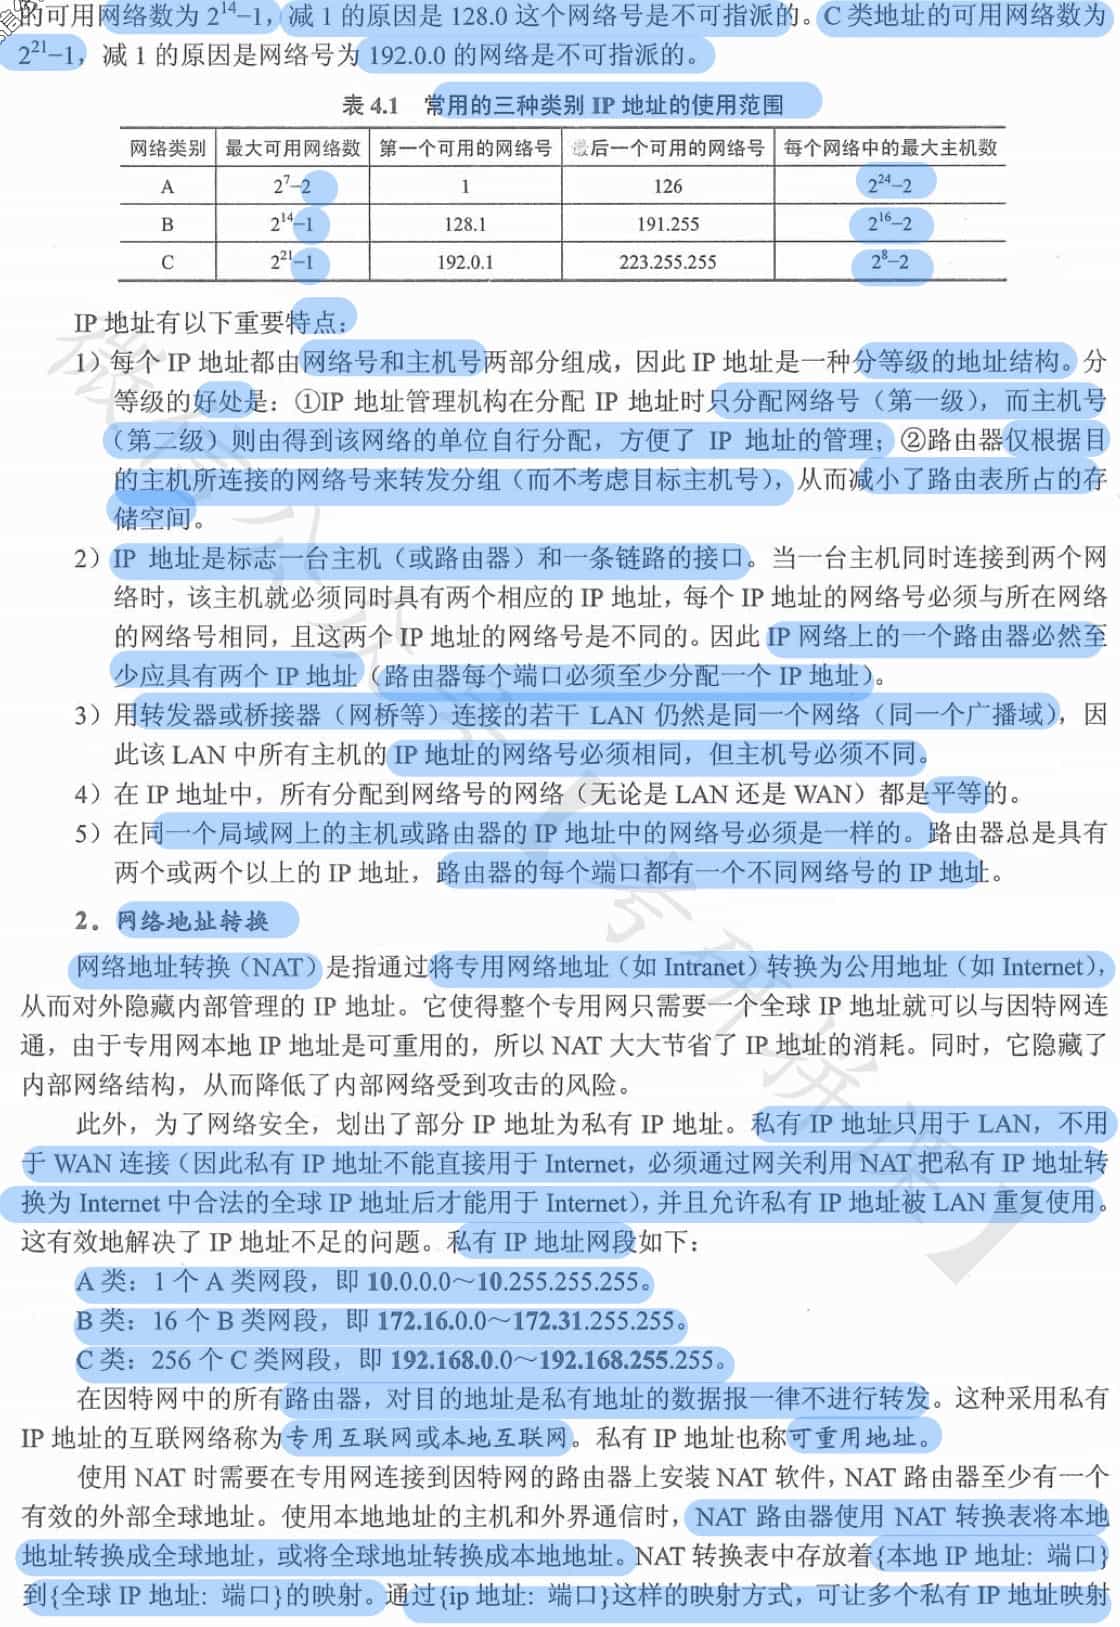 的可用网络数为 2¹⁴−1，减 1 的原因是 128.0 这个网络号是不可指派的。C 类地址的可用网络数为
2²¹−1，减 1 的原因是网络号为 192.0.0 的网络是不可指派的。
表 4.1 常用的三种类别 IP 地址的使用范围
网络类别 最大可用网络数 第一个可用的网络号 最后一个可用的网络号 每个网络中的最大主机数
A 2⁷−2 1 126 2²⁴−2
B 2¹⁴−1 128.1 191.255 2¹⁶−2
C 2²¹−1 192.0.1 223.255.255 2⁸−2
IP 地址有以下重要特点：
1）每个 IP 地址都由网络号和主机号两部分组成，因此 IP 地址是一种分等级的地址结构。分
等级的好处是：①IP 地址管理机构在分配 IP 地址时只分配网络号（第一级），而主机号
（第二级）则由得到该网络的单位自行分配，方便了 IP 地址的管理；②路由器仅根据目
的主机所连接的网络号来转发分组（而不考虑目标主机号），从而减小了路由表所占的存
储空间。
2）IP 地址是标志一台主机（或路由器）和一条链路的接口。当一台主机同时连接到两个网
络时，该主机就必须同时具有两个相应的 IP 地址，每个 IP 地址的网络号必须与所在网络
的网络号相同，且这两个 IP 地址的网络号是不同的。因此 IP 网络上的一个路由器必然至
少应具有两个 IP 地址（路由器每个端口必须至少分配一个 IP 地址）。
3）用转发器或桥接器（网桥等）连接的若干 LAN 仍然是同一个网络（同一个广播域），因
此该 LAN 中所有主机的 IP 地址的网络号必须相同，但主机号必须不同。
4）在 IP 地址中，所有分配到网络号的网络（无论是 LAN 还是 WAN）都是平等的。
5）在同一个局域网上的主机或路由器的 IP 地址中的网络号必须是一样的。路由器总是具有
两个或两个以上的 IP 地址，路由器的每个端口都有一个不同网络号的 IP 地址。
2．网络地址转换
网络地址转换（NAT）是指通过将专用网络地址（如 Intranet）转换为公用地址（如 Internet），
从而对外隐藏内部管理的 IP 地址。它使得整个专用网只需要一个全球 IP 地址就可以与因特网连
通，由于专用网本地 IP 地址是可重用的，所以 NAT 大大节省了 IP 地址的消耗。同时，它隐藏了
内部网络结构，从而降低了内部网络受到攻击的风险。
此外，为了网络安全，划出了部分 IP 地址为私有 IP 地址。私有 IP 地址只用于 LAN，不用
于 WAN 连接（因此私有 IP 地址不能直接用于 Internet，必须通过网关利用 NAT 把私有 IP 地址转
换为 Internet 中合法的全球 IP 地址后才能用于 Internet），并且允许私有 IP 地址被 LAN 重复使用。
这有效地解决了 IP 地址不足的问题。私有 IP 地址网段如下：
A 类：1 个 A 类网段，即 10.0.0.0～10.255.255.255。
B 类：16 个 B 类网段，即 172.16.0.0～172.31.255.255。
C 类：256 个 C 类网段，即 192.168.0.0～192.168.255.255。
在因特网中的所有路由器，对目的地址是私有地址的数据报一律不进行转发。这种采用私有
IP 地址的互联网络称为专用互联网或本地互联网。私有 IP 地址也称可重用地址。
使用 NAT 时需要在专用网连接到因特网的路由器上安装 NAT 软件，NAT 路由器至少有一个
有效的外部全球地址。使用本地地址的主机和外界通信时，NAT 路由器使用 NAT 转换表将本地
地址转换成全球地址，或将全球地址转换成本地地址。NAT 转换表中存放着{本地 IP 地址：端口}
到{全球 IP 地址：端口}的映射。通过{ip 地址：端口}这样的映射方式，可让多个私有 IP 地址映射